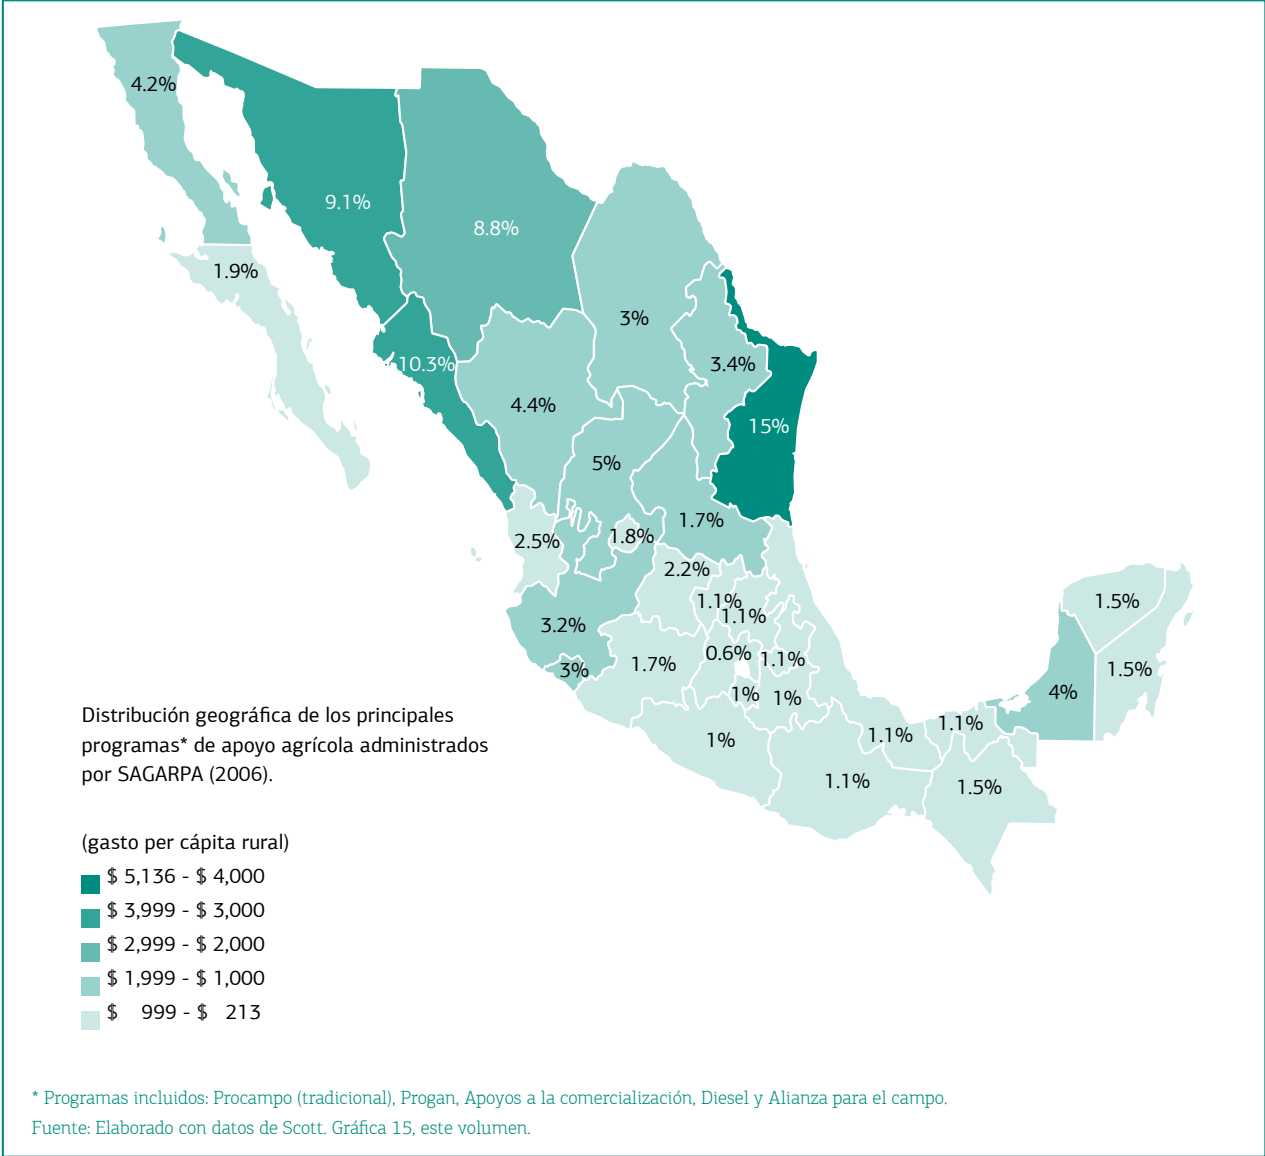 4.2%
9.1%
8.8%
1.9%
3%
10.3%
3.4%
4.4%
15%
5%
1.7%
2.5%
1.8%
2.2%
1.1%
1.1%
1.5%
3.2%
0.6%
1.1%
1.7%
3%
1.5%
1%
1%
4%
1%
1.1%
1.1%
1.1%
1.5%
Distribución geográfica de los principales
programas* de apoyo agrícola administrados
por SAGARPA (2006).
(gasto per cápita rural)
$ 5,136 - $ 4,000
$ 3,999 - $ 3,000
$ 2,999 - $ 2,000
$ 1,999 - $ 1,000
$ 999 - $ 213
* Programas incluidos: Procampo (tradicional), Progan, Apoyos a la comercialización, Diesel y Alianza para el campo.
Fuente: Elaborado con datos de Scott. Gráfica 15, este volumen.